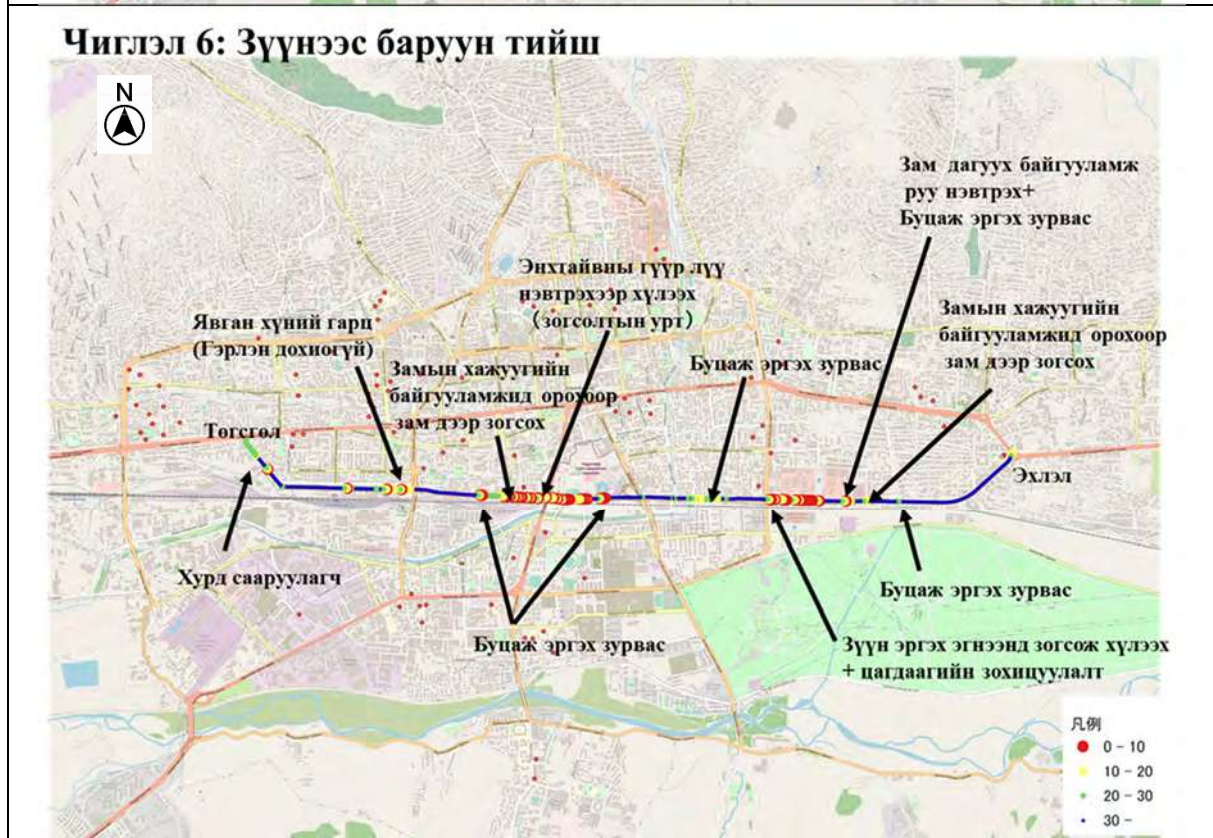 Чиглэл 6: Зүүнээс баруун тийш
N
Зам дагуух байгууламж
руу нэвтрэх+
Буцаж эргэх зурвас
Энхтайвны гүүр лүү
нэвтрэхээр хүлээх
(зогсолтын урт)
Замын хажуугийн
байгууламжид орохоор
зам дээр зогсох
Явган хүний гарц
(Гэрлэн дохиогүй)
Замын хажуугийн
байгууламжид орохоор
зам дээр зогсох
Буцаж эргэх зурвас
Төгсгөл
Эхлэл
Хурд сааруулагч
Буцаж эргэх зурвас
Буцаж эргэх зурвас
Зүүн эргэх эгнээнд зогсож хүлээх
+ цагдаагийн зохицуулалт
凡例
0 - 10
10 - 20
20 - 30
30 -